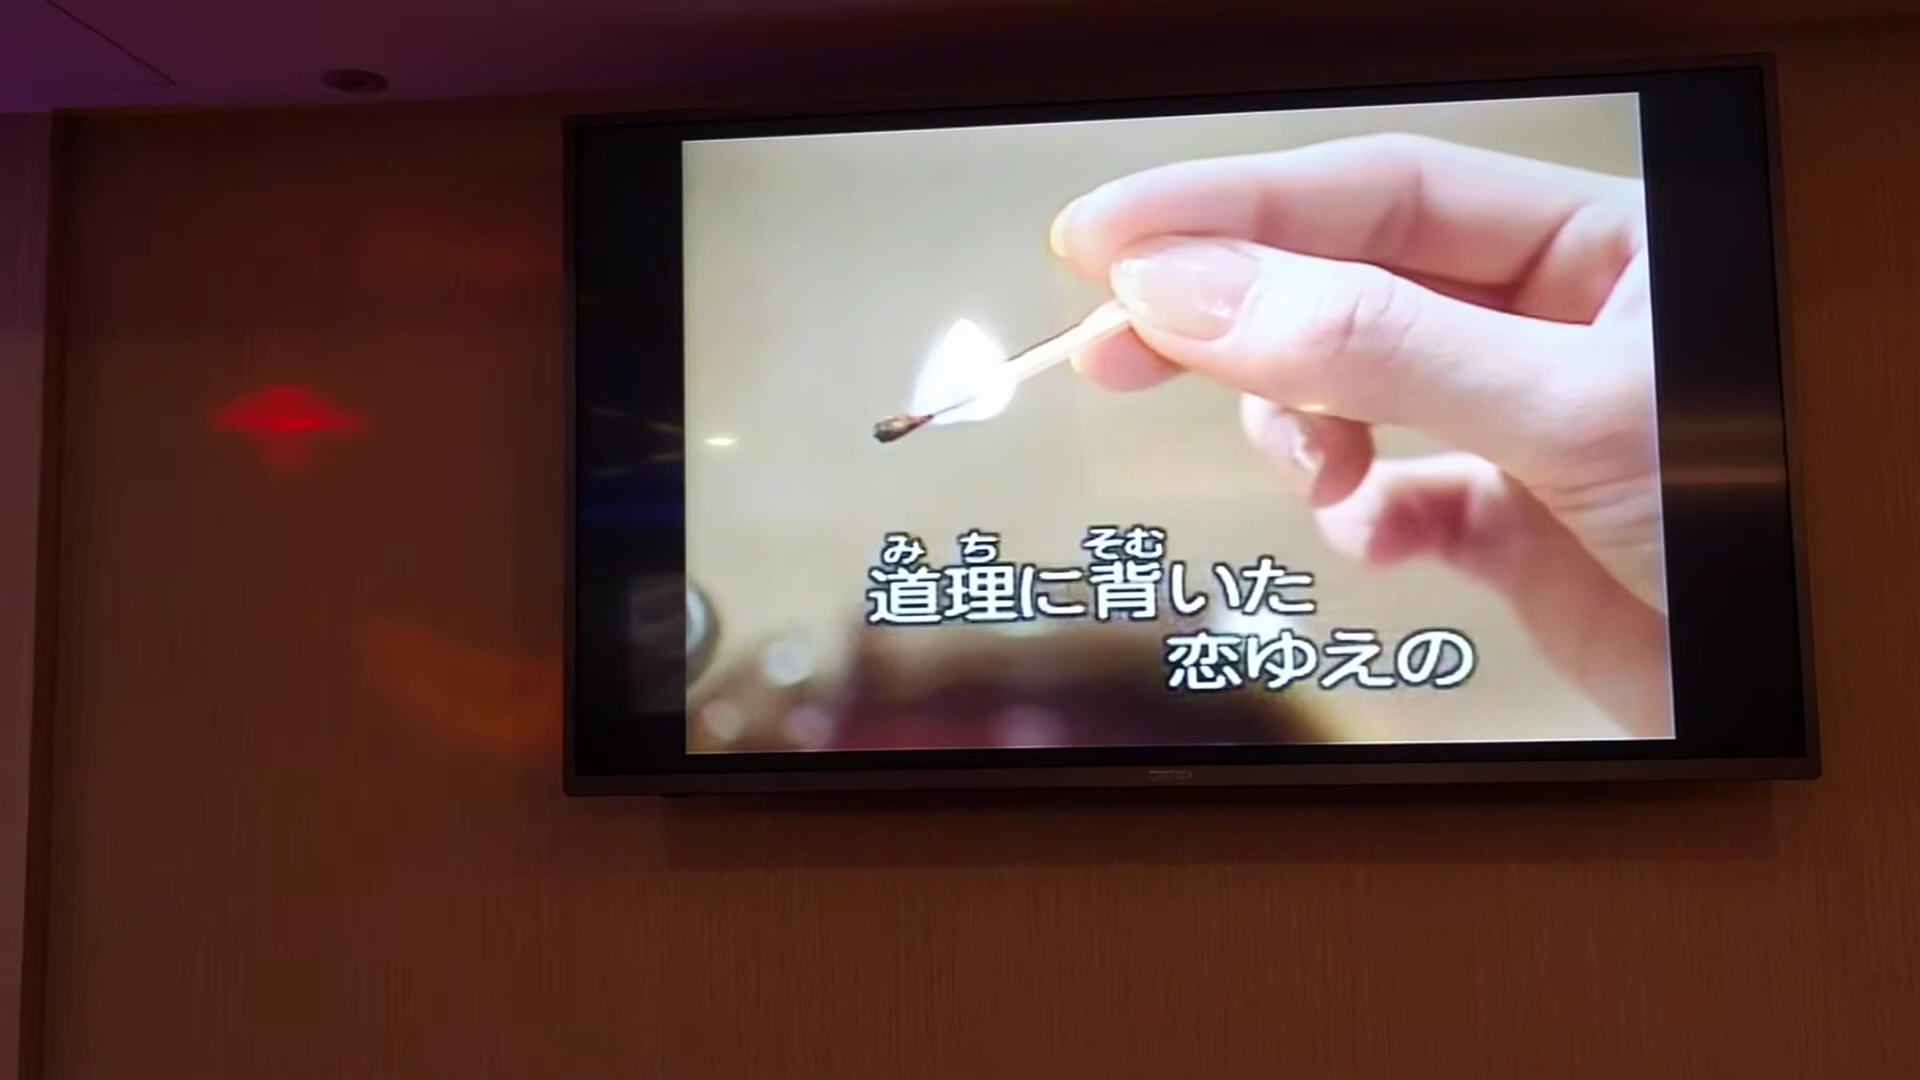 み ち そむ
道理に背いた
恋ゆえの